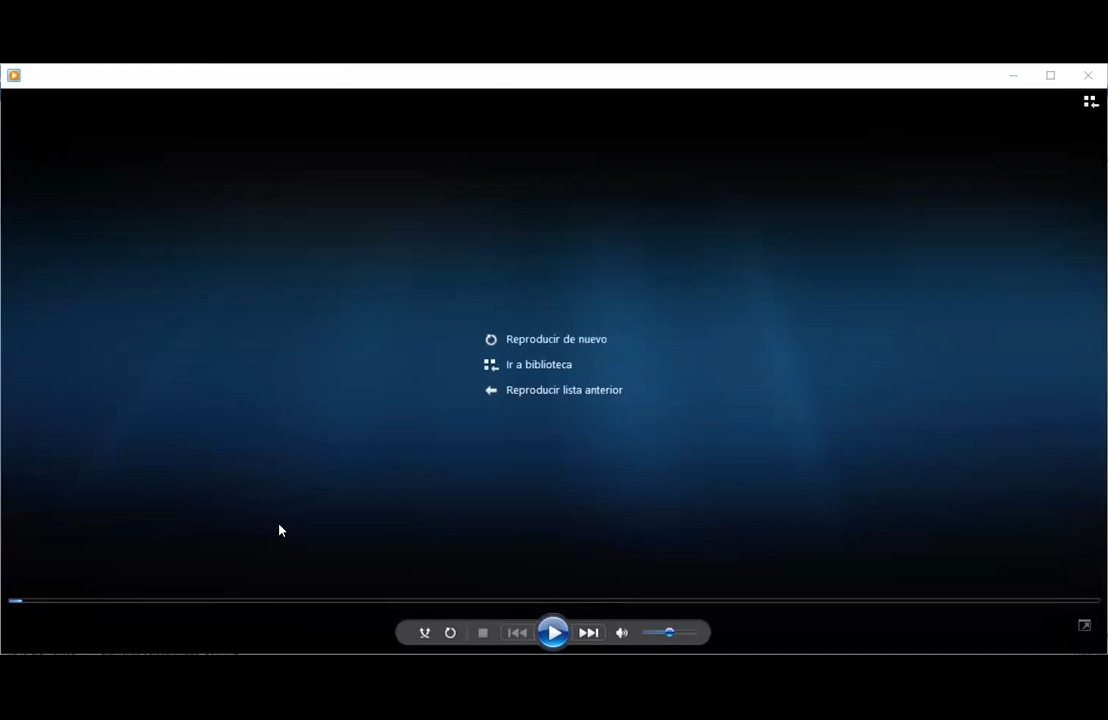 Reproducir de nuevo
Ir a biblioteca
Reproducir lista anterior